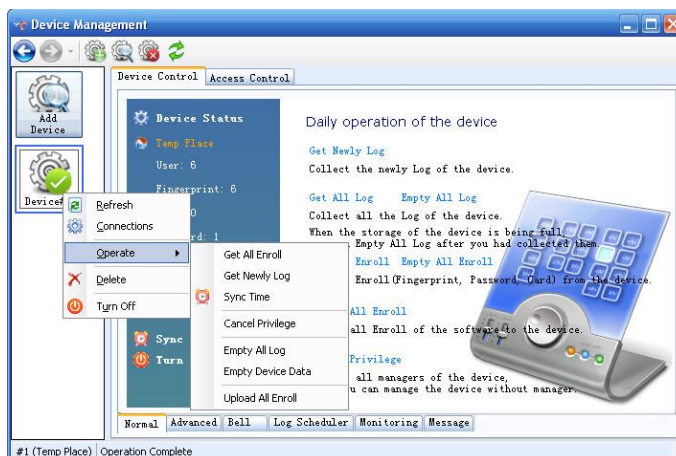 Device Management
Device Control Access Control
Add
Device
Device#
Device Status
Temp Place
User: 6
Fingerprint: 6
0
rd: 1
Sync
Turn
Daily operation of the device
Get Newly Log
Collect the newly Log of the device.
Get All Log Empty All Log
Collect all the Log of the device.
When the storage of the device is being full,
Empty All Log after you had collected them.
Enroll Empty All Enroll
Enroll(Fingerprint, Password, Card) from the device.
All Enroll
all Enroll of the software to the device.
Privilege
all managers of the device,
u can manage the device without manager.
Refresh
Connections
Operate
Delete
Turn Off
Get All Enroll
Get Newly Log
Sync Time
Cancel Privilege
Empty All Log
Empty Device Data
Upload All Enroll
Normal Advanced Bell Log Scheduler Monitoring Message
#1 (Temp Place) Operation Complete